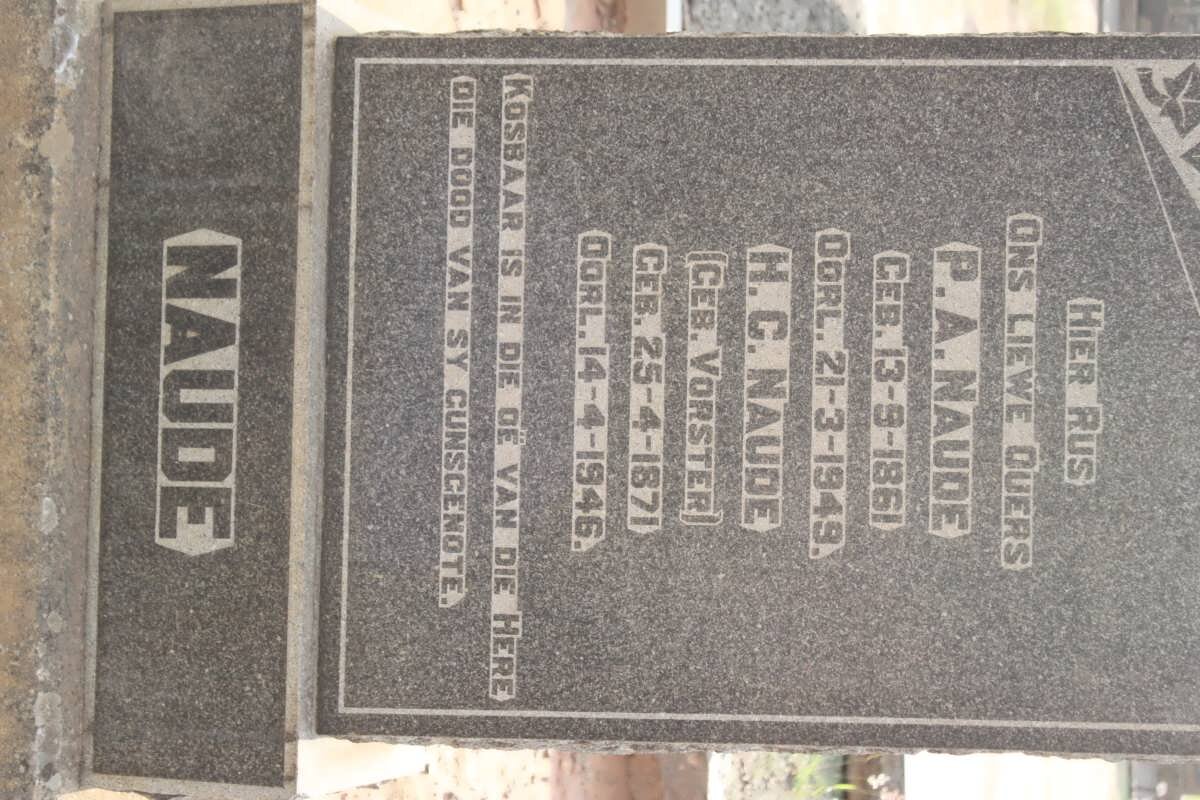 HIER RUS
ONS LIEWE OUERS
P.A. NAUDE
GEB. 13-9-1861
OORL. 21-3-1949.
H.C. NAUDE
(GEB. VORSTER)
GEB. 25-4-1871
OORL. 14-4-1946.
KOSBAAR IS IN DIE OË VAN DIE HERE
DIE DOOD VAN SY GUNSGENOTE.
NAUDE